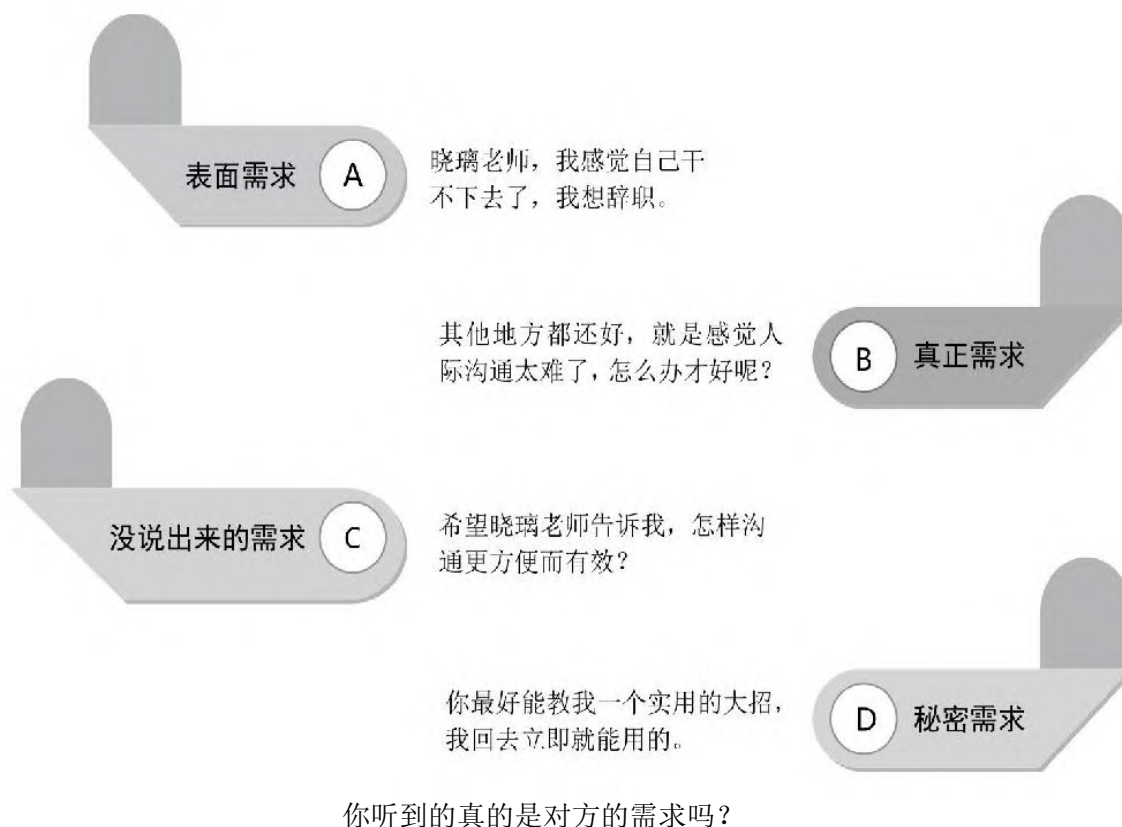 表面需求 A
晓璃老师，我感觉自己干
不下去了，我想辞职。
其他地方都还好，就是感觉人
际沟通太难了，怎么办才好呢？
B 真正需求
没说出来的需求 C
希望晓璃老师告诉我，怎样沟
通更方便而有效？
你最好能教我一个实用的大招，
我回去立即就能用的。
D 秘密需求
你听到的真的是对方的需求吗？